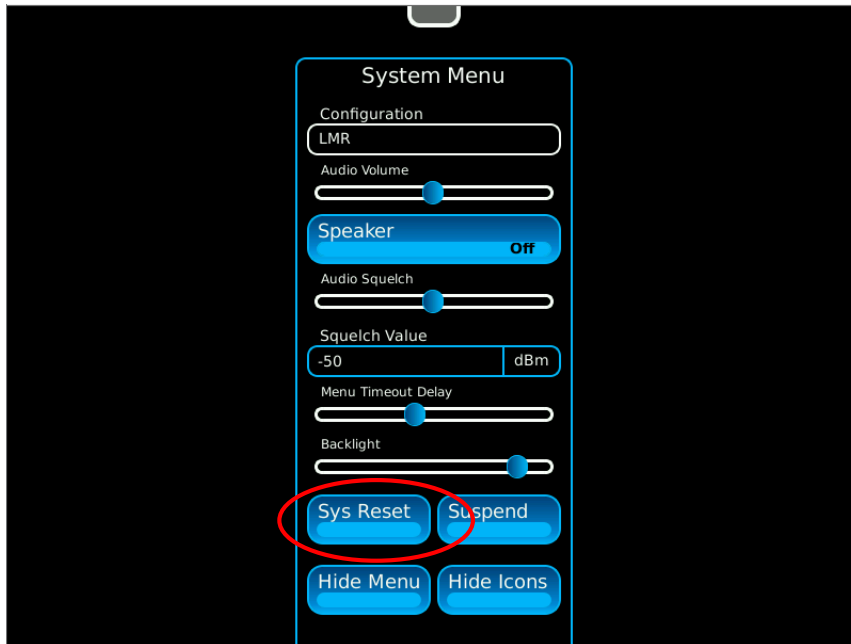 System Menu
Configuration
LMR
Audio Volume
Speaker
Off
Audio Squelch
Squelch Value
-50 dBm
Menu Timeout Delay
Backlight
Sys Reset Suspend
Hide Menu Hide Icons